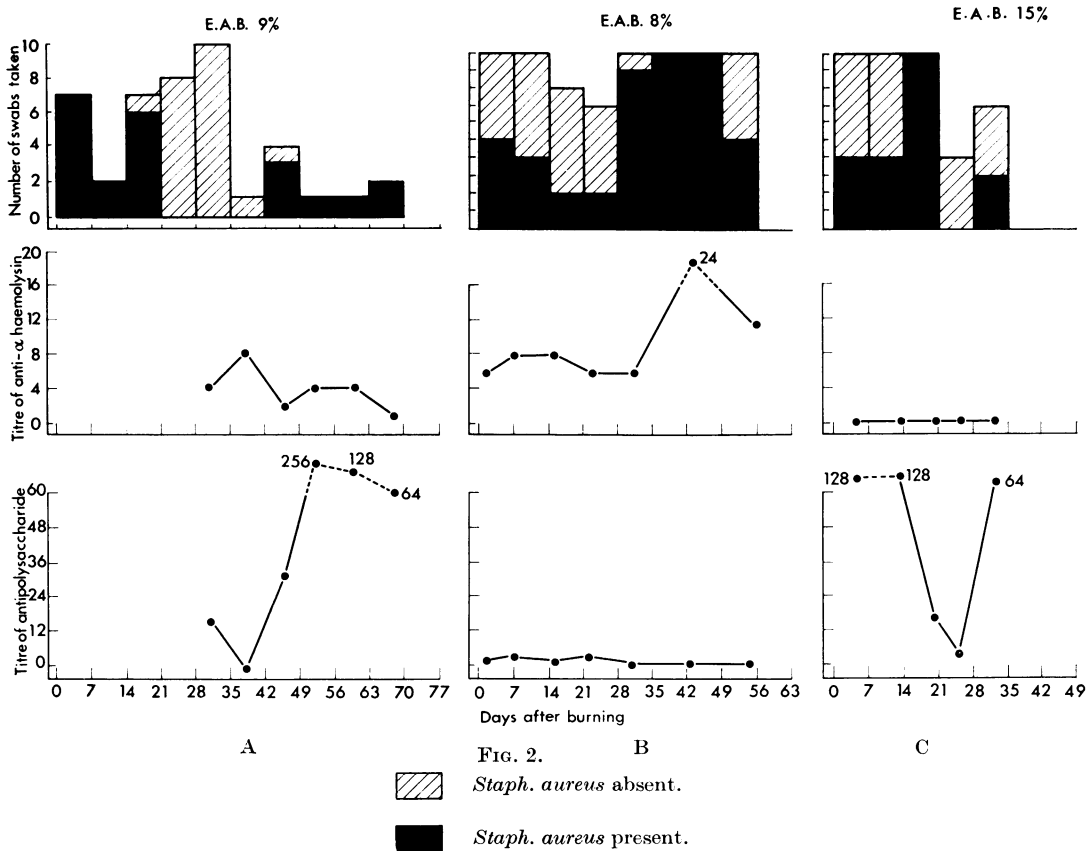 E.A.B. 9%
E.A.B. 8%
E.A.B. 15%
Number of swabs taken
10
8
6
4
2
0
Titre of anti-α haemolysin
20
16
12
8
4
0
24
Titre of antipolysaccharide
60
48
36
24
12
0
256
128
64
128
128
64
0 7 14 21 28 35 42 49 56 63 70 77
0 7 14 21 28 35 42 49 56 63
0 7 14 21 28 35 42 49
Days after burning
A
B
C
FIG. 2.
Staph. aureus absent.
Staph. aureus present.